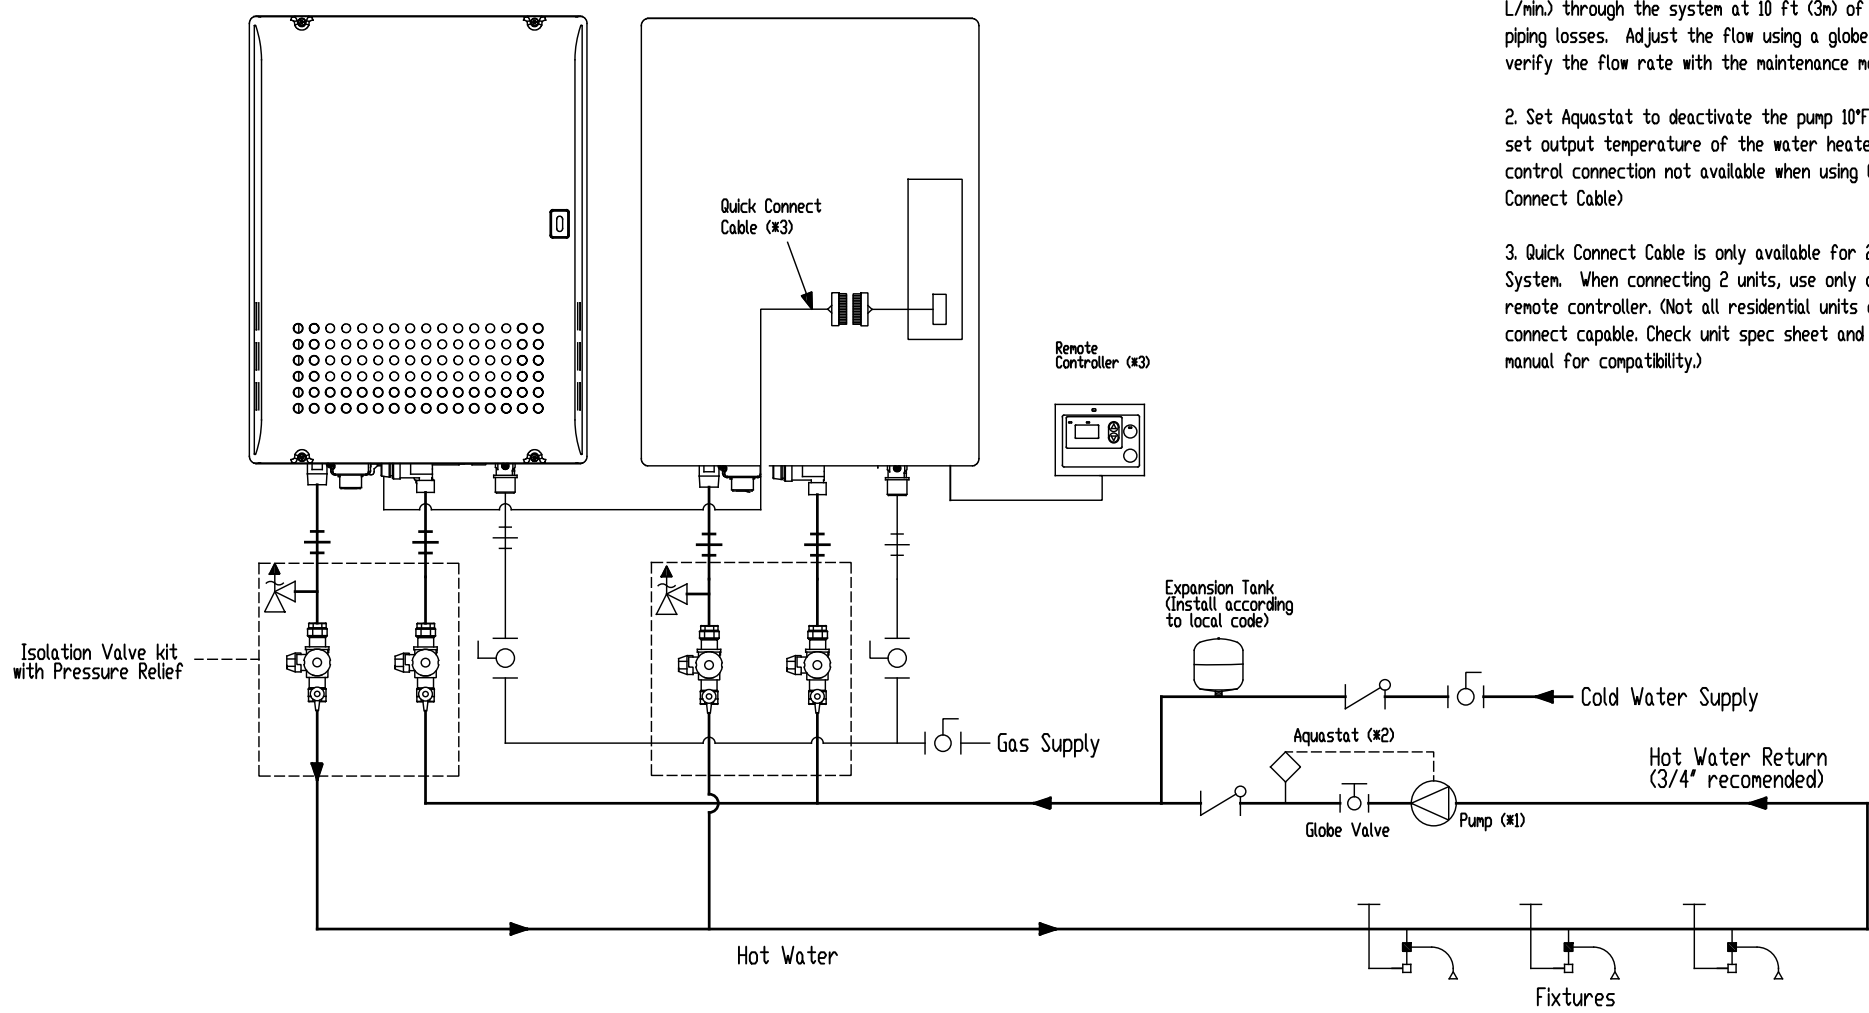 L/min.) through the system at 10 ft (3m) of
piping losses. Adjust the flow using a globe
verify the flow rate with the maintenance
2. Set Aquastat to deactivate the pump 10°F
set output temperature of the water
control connection not available when using
Connect Cable)
3. Quick Connect Cable is only available for 2
System. When connecting 2 units, use only
remote controller. (Not all residential units
connect capable. Check unit spec sheet and
manual for compatibility.)
Quick Connect
Cable (*3)
Remote
Controller (*3)
Expansion Tank
(Install according
to local code)
Isolation Valve kit
with Pressure Relief
Cold Water Supply
Gas Supply
Aquastat (*2)
Hot Water Return
(3/4" recomended)
Globe Valve
Pump (*1)
Hot Water
Fixtures